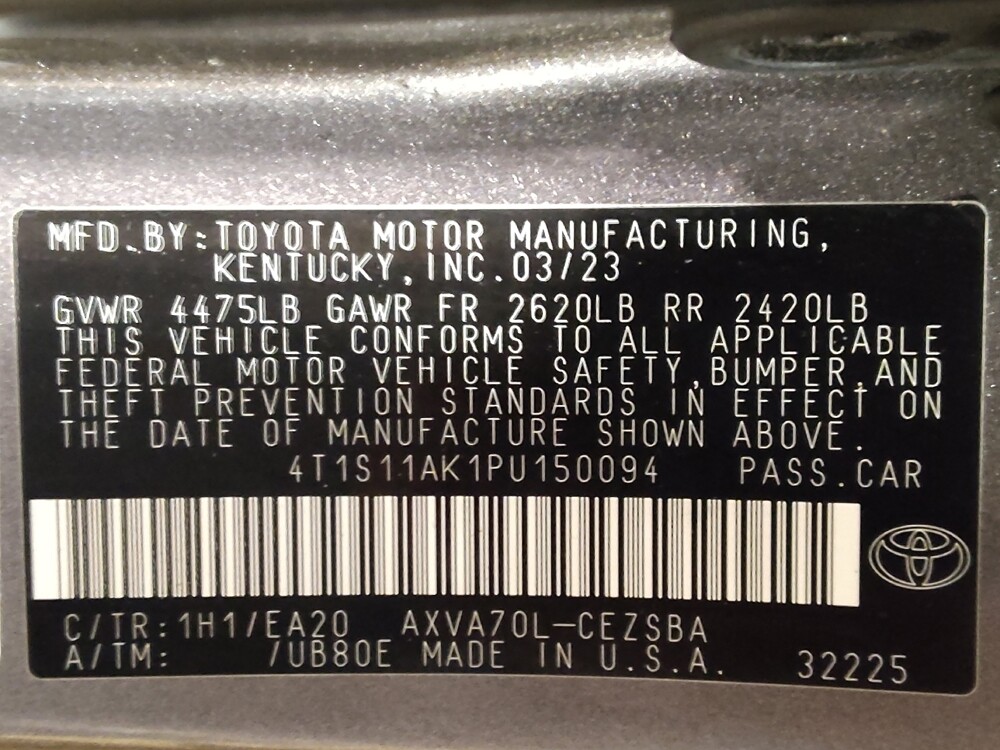 MFD.BY:TOYOTA MOTOR MANUFACTURING,
KENTUCKY,INC.03/23
GVWR 4475LB GAWR FR 2620LB RR 2420LB
THIS VEHICLE CONFORMS TO ALL APPLICABLE
FEDERAL MOTOR VEHICLE SAFETY,BUMPER,AND
THEFT PREVENTION STANDARDS IN EFFECT ON
THE DATE OF MANUFACTURE SHOWN ABOVE.
4T1S11AK1PU150094 PASS.CAR
C/TR:1H1/EA20 AXVA70L-CEZSBA
A/TM: /UB80E MADE IN U.S.A. 32225